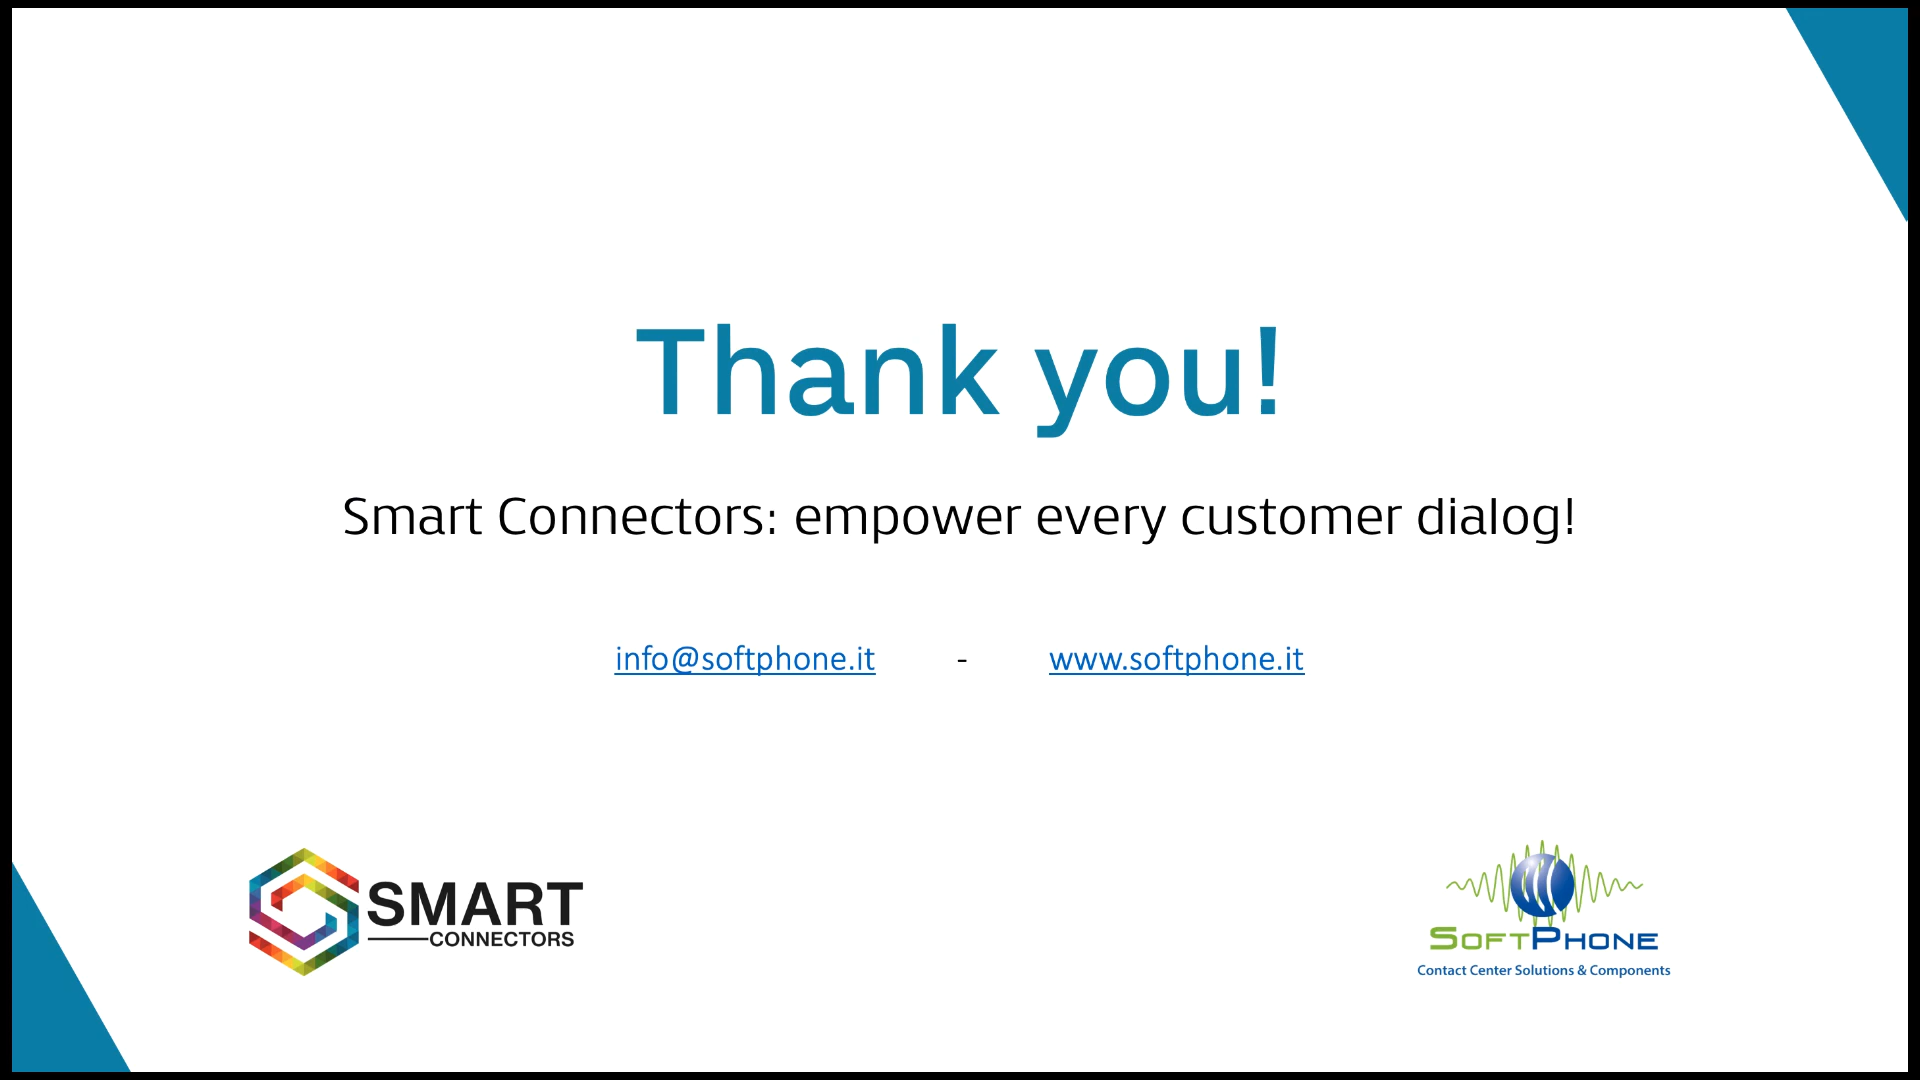 Thank you!
Smart Connectors: empower every customer dialog!
info@softphone.it - www.softphone.it
SMART
CONNECTORS
SOFTPHONE
Contact Center Solutions & Components